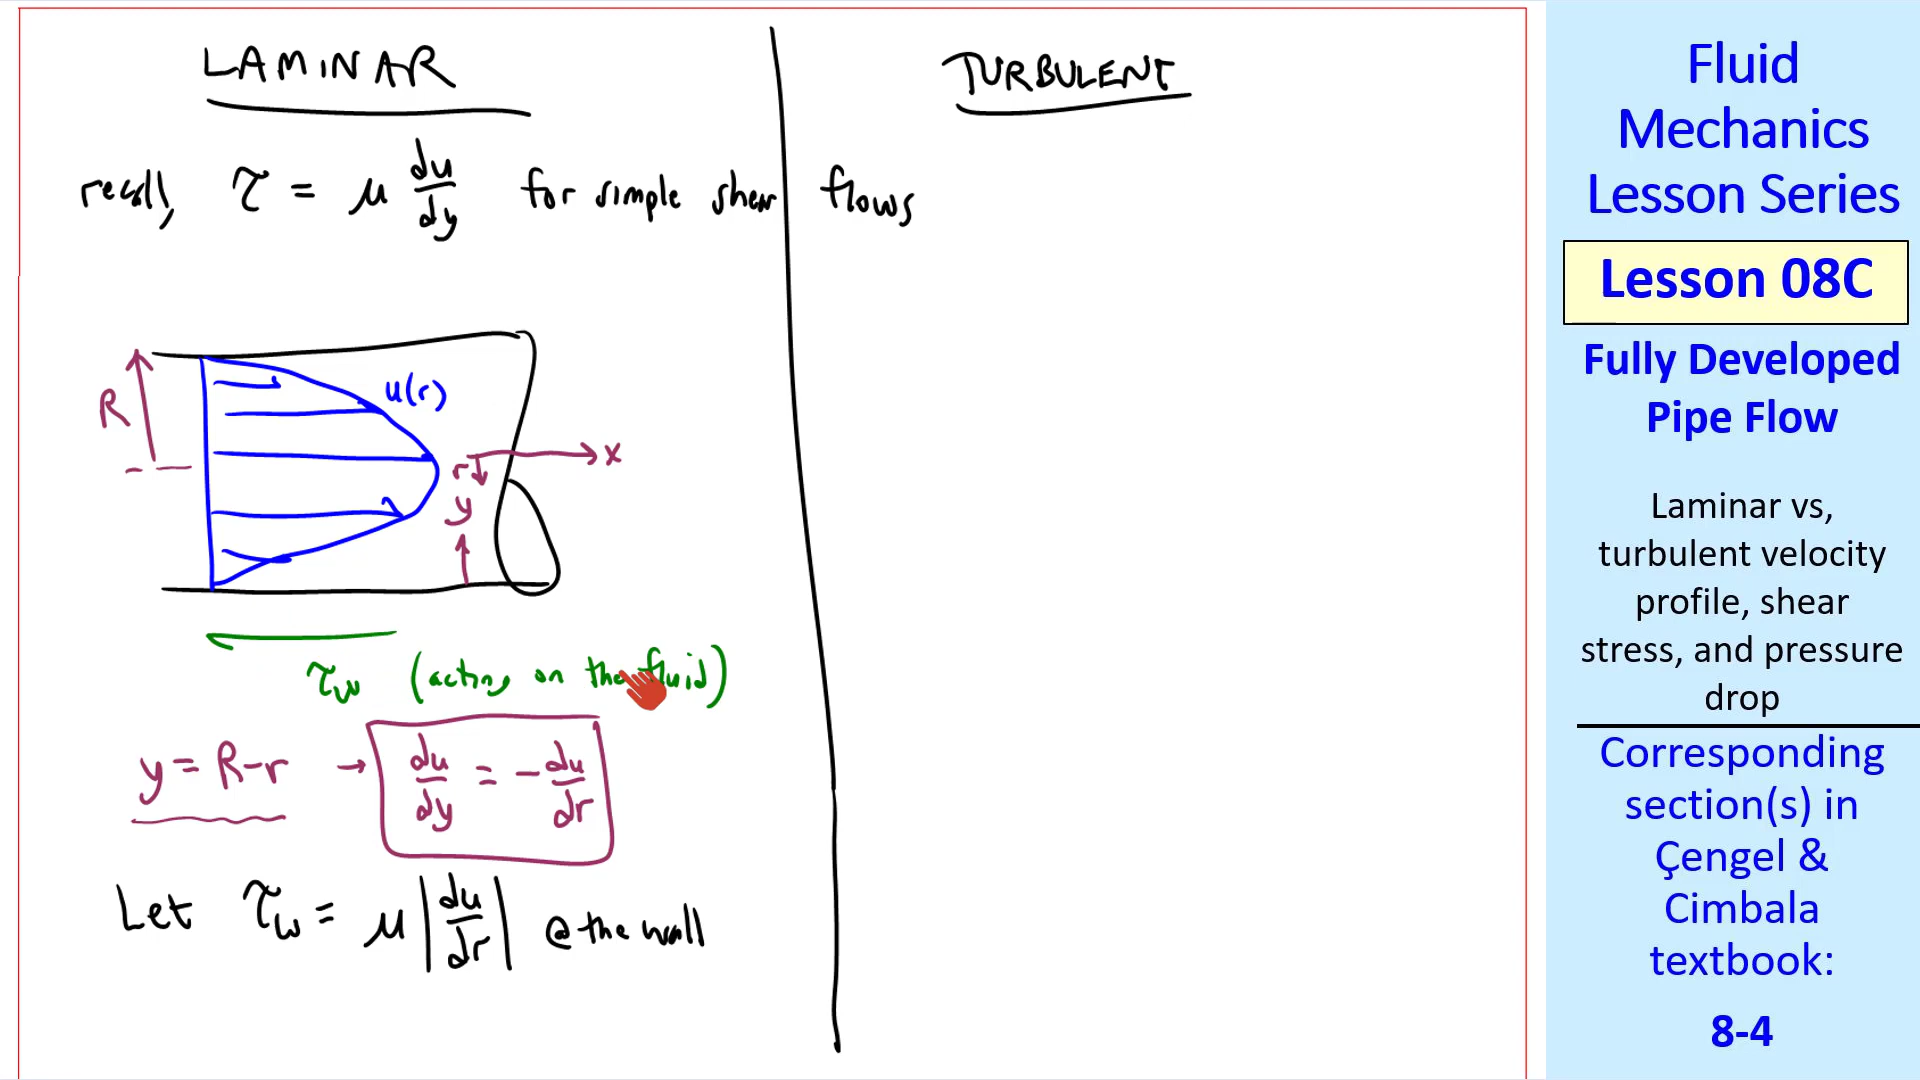 LAMINAR
TURBULENT
recall, τ = μ du/dy for simple shear flows
R
u(r)
x
r
y
τw (acting on the fluid)
y = R-r → du/dy = - du/dr
Let τw = μ |du/dr| @ the wall
Fluid
Mechanics
Lesson Series
Lesson 08C
Fully Developed
Pipe Flow
Laminar vs,
turbulent velocity
profile, shear
stress, and pressure
drop
Corresponding
section(s) in
Çengel &
Cimbala
textbook:
8-4